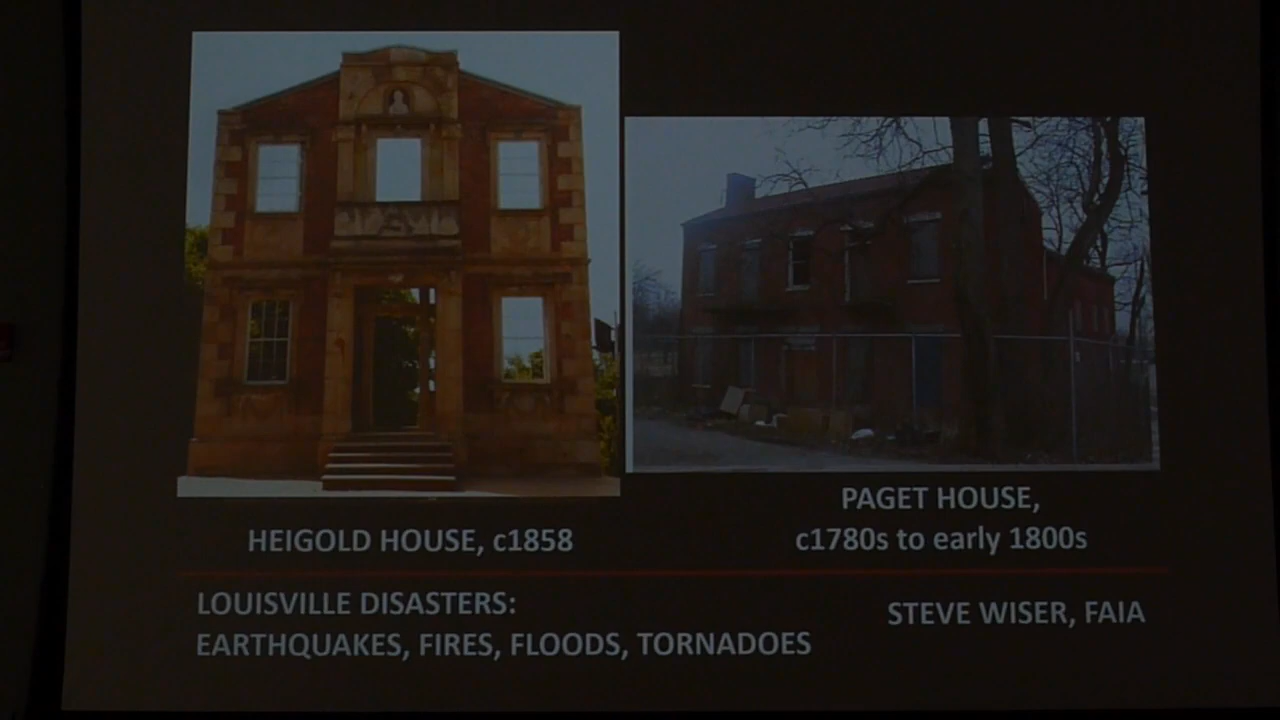 HEIGOLD HOUSE, c1858
PAGET HOUSE,
c1780s to early 1800s
LOUISVILLE DISASTERS:
EARTHQUAKES, FIRES, FLOODS, TORNADOES
STEVE WISER, FAIA